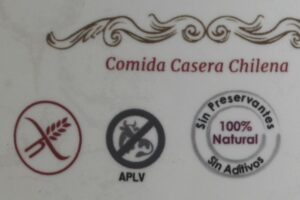 Comida Casera Chilena
APLV
Sin Preservantes
100%
Natural
Sin Aditivos